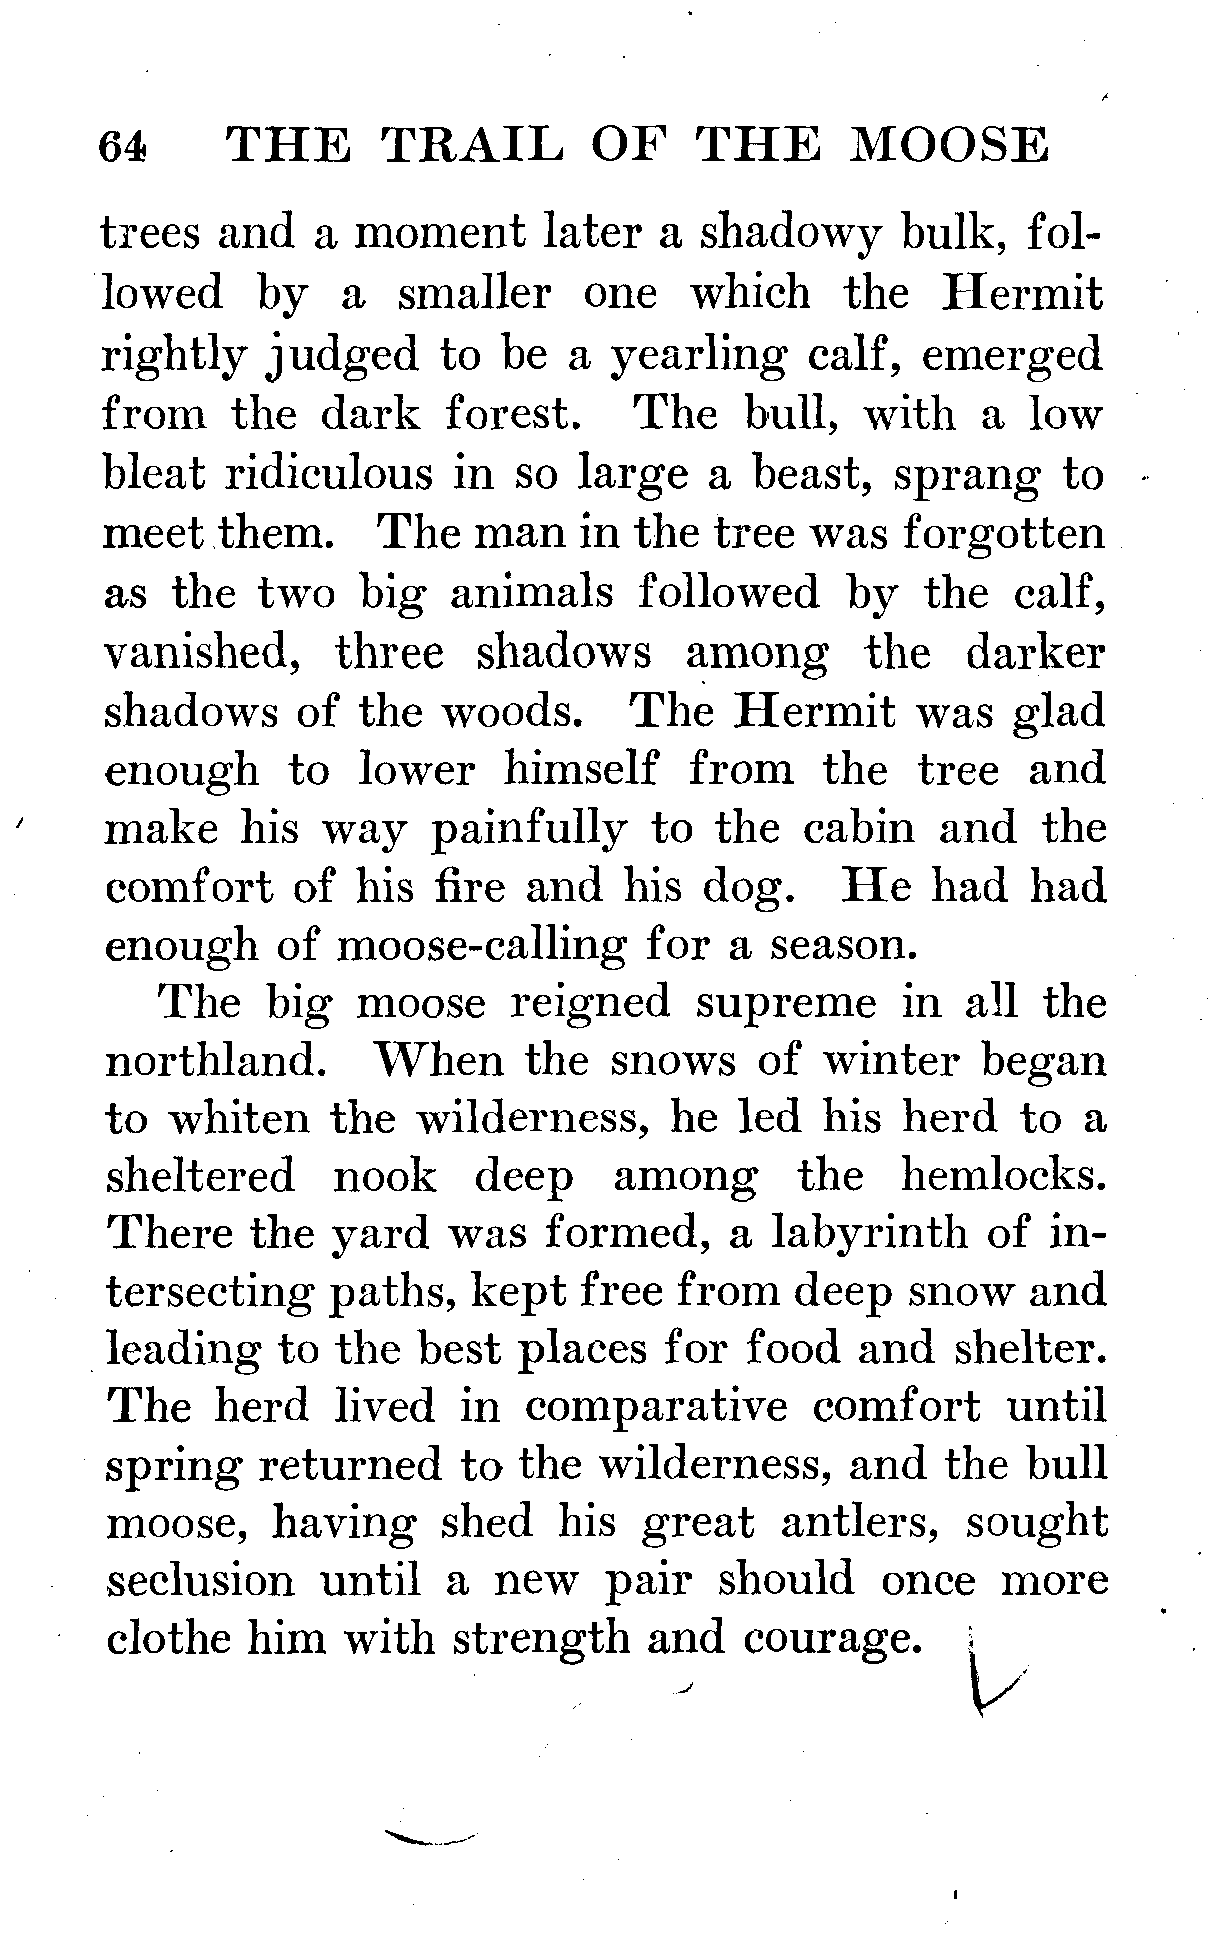 64 THE TRAIL OF THE MOOSE
trees and a moment later a shadowy bulk, fol-
lowed by a smaller one which the Hermit
rightly judged to be a yearling calf, emerged
from the dark forest. The bull, with a low
bleat ridiculous in so large a beast, sprang to
meet them. The man in the tree was forgotten
as the two big animals followed by the calf,
vanished, three shadows among the darker
shadows of the woods. The Hermit was glad
enough to lower himself from the tree and
make his way painfully to the cabin and the
comfort of his fire and his dog. He had had
enough of moose-calling for a season.
The big moose reigned supreme in all the
northland. When the snows of winter began
to whiten the wilderness, he led his herd to a
sheltered nook deep among the hemlocks.
There the yard was formed, a labyrinth of in-
tersecting paths, kept free from deep snow and
leading to the best places for food and shelter.
The herd lived in comparative comfort until
spring returned to the wilderness, and the bull
moose, having shed his great antlers, sought
seclusion until a new pair should once more
clothe him with strength and courage.